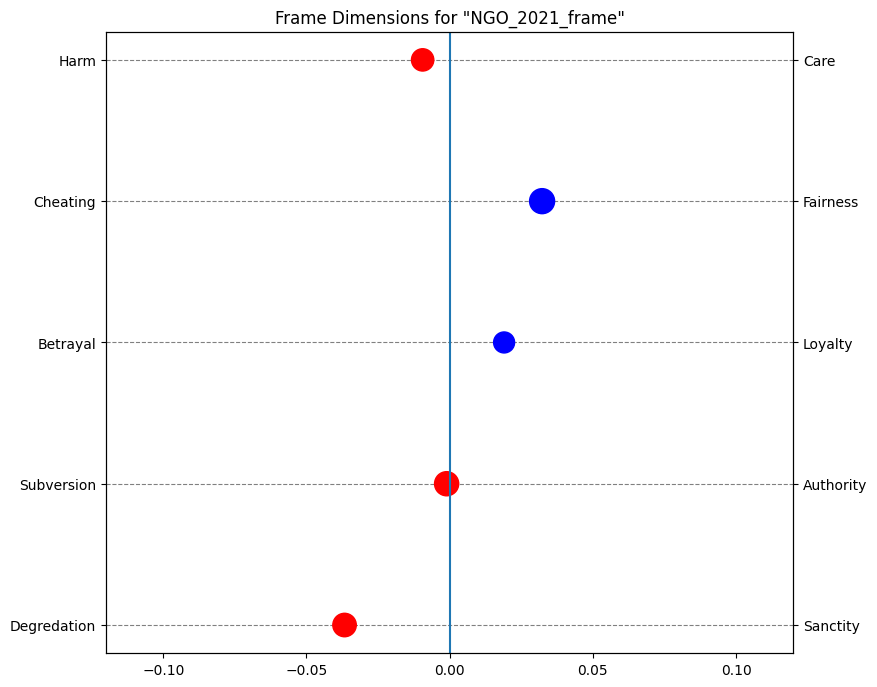 Frame Dimensions for "NGO_2021_frame"
Harm
Care
Cheating
Fairness
Betrayal
Loyalty
Subversion
Authority
Degredation
Sanctity
−0.10
−0.05
0.00
0.05
0.10